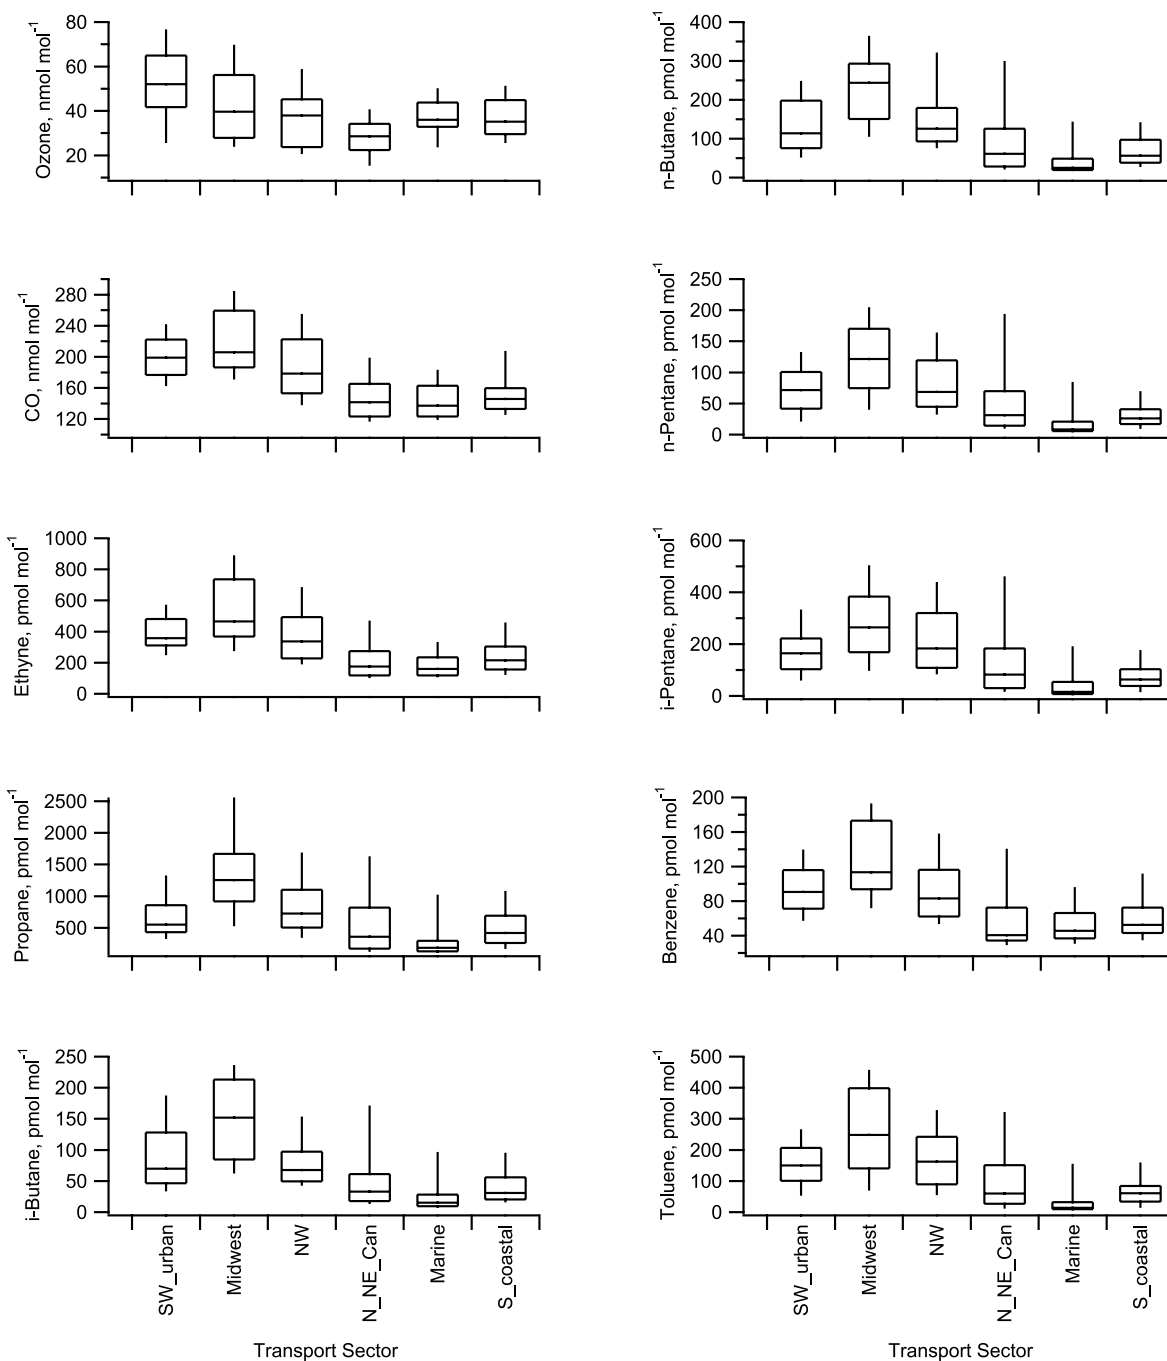 Ozone, nmol mol-1
80
60
40
20
n-Butane, pmol mol-1
400
300
200
100
0
CO, nmol mol-1
280
240
200
160
120
n-Pentane, pmol mol-1
250
200
150
100
50
0
Ethyne, pmol mol-1
1000
800
600
400
200
0
i-Pentane, pmol mol-1
600
400
200
0
Propane, pmol mol-1
2500
2000
1500
1000
500
Benzene, pmol mol-1
200
160
120
80
40
i-Butane, pmol mol-1
250
200
150
100
50
0
SW_urban
Midwest
NW
N_NE_Can
Marine
S_coastal
Transport Sector
Toluene, pmol mol-1
500
400
300
200
100
0
SW_urban
Midwest
NW
N_NE_Can
Marine
S_coastal
Transport Sector